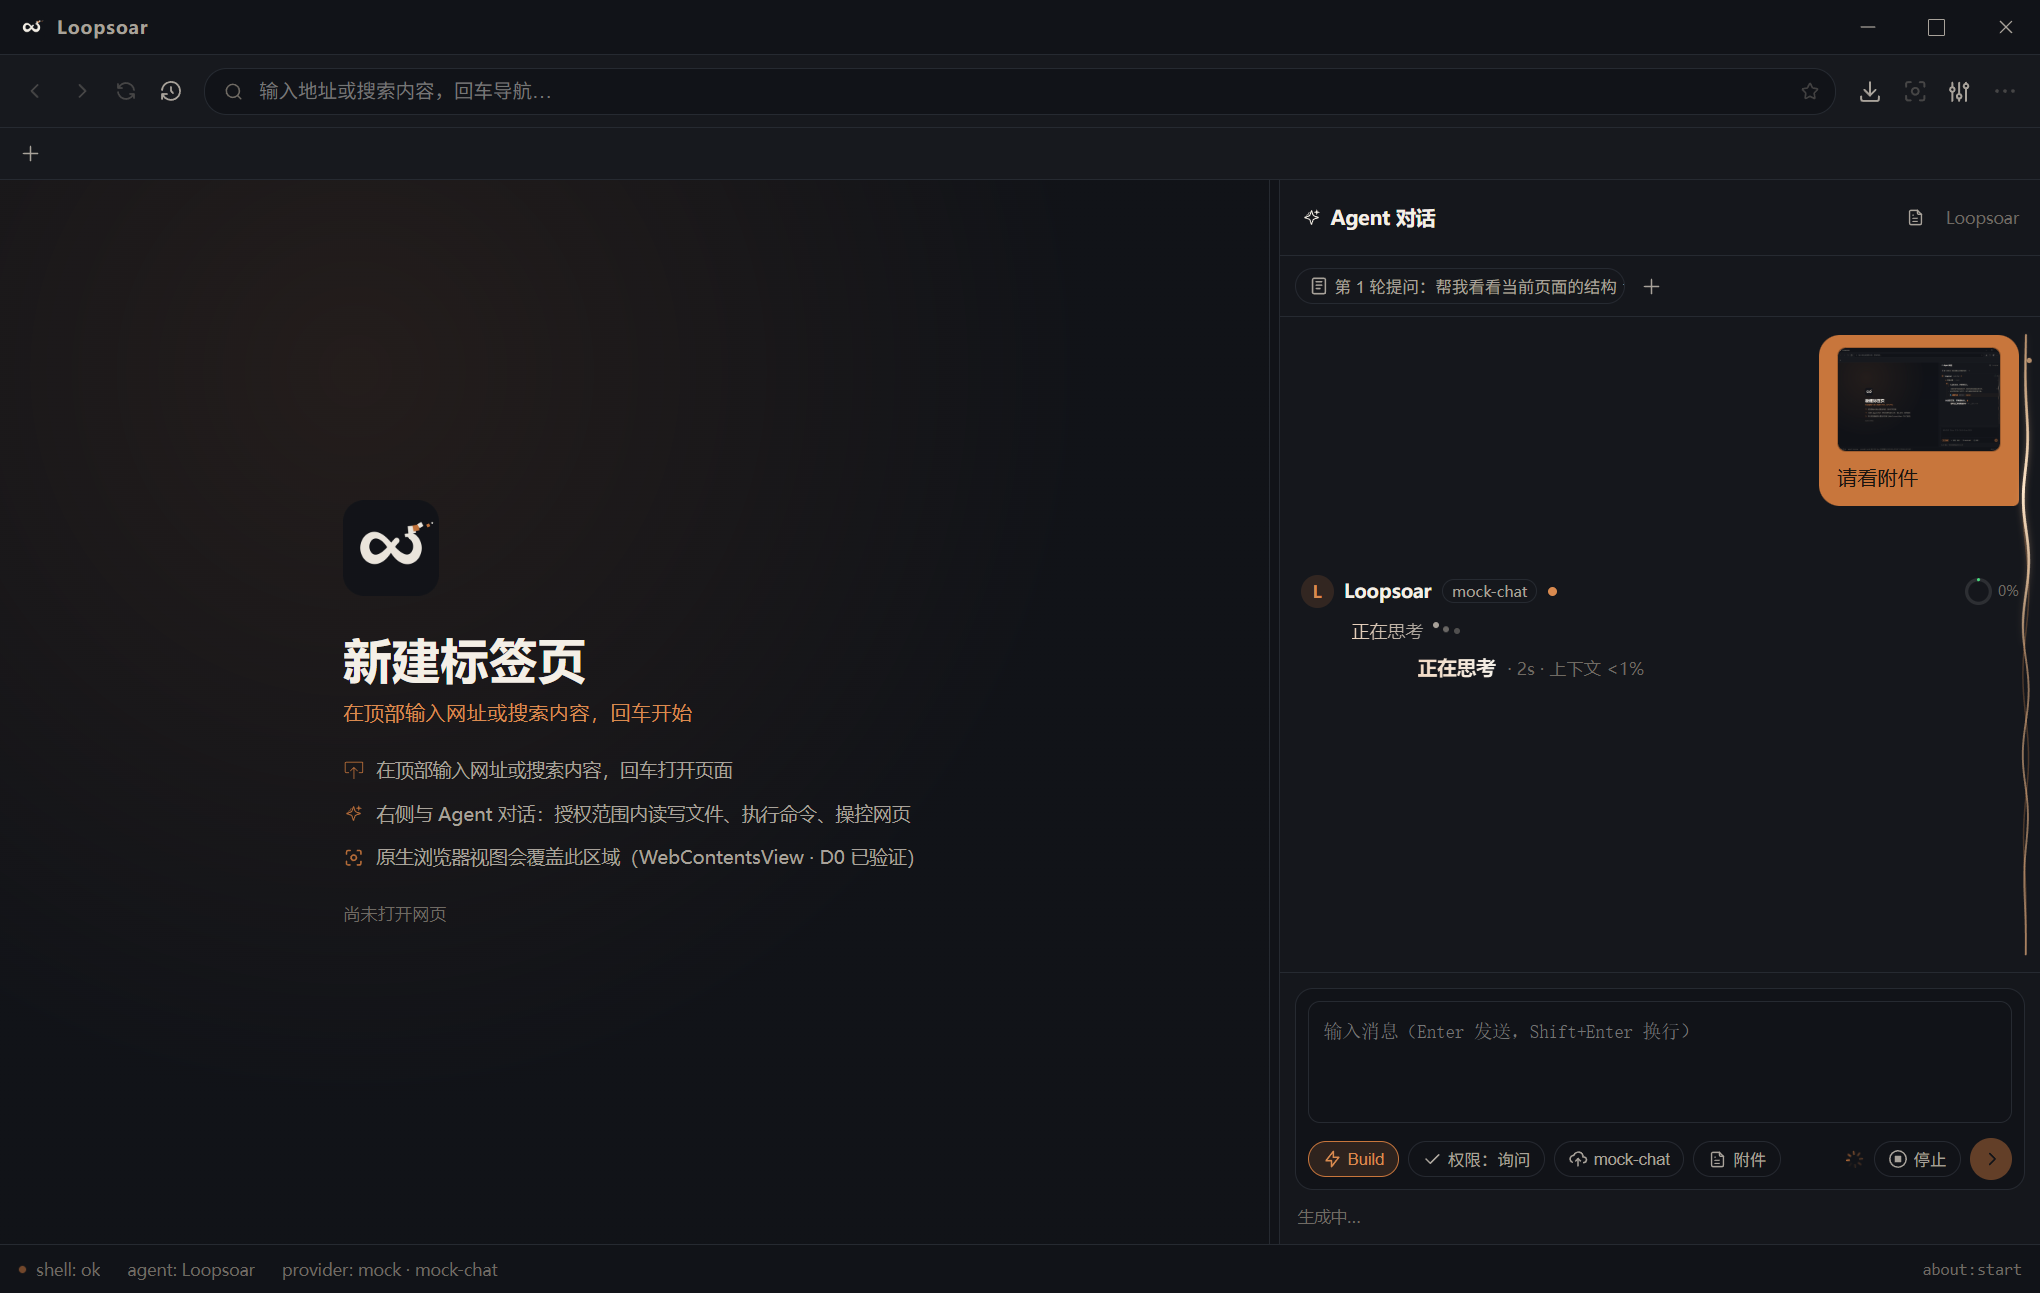 Loopsoar
输入地址或搜索内容，回车导航...
新建标签页
在顶部输入网址或搜索内容，回车开始
在顶部输入网址或搜索内容，回车打开页面
右侧与 Agent 对话：授权范围内读写文件、执行命令、操控网页
原生浏览器视图会覆盖此区域（WebContentsView · D0 已验证）
尚未打开网页
Agent 对话
Loopsoar
第 1 轮提问：帮我看看当前页面的结构
请看附件
L Loopsoar mock-chat 0%
正在思考
正在思考 · 2s · 上下文 <1%
输入消息（Enter 发送，Shift+Enter 换行）
Build 权限：询问 mock-chat 附件 停止
生成中...
shell: ok agent: Loopsoar provider: mock · mock-chat about:start